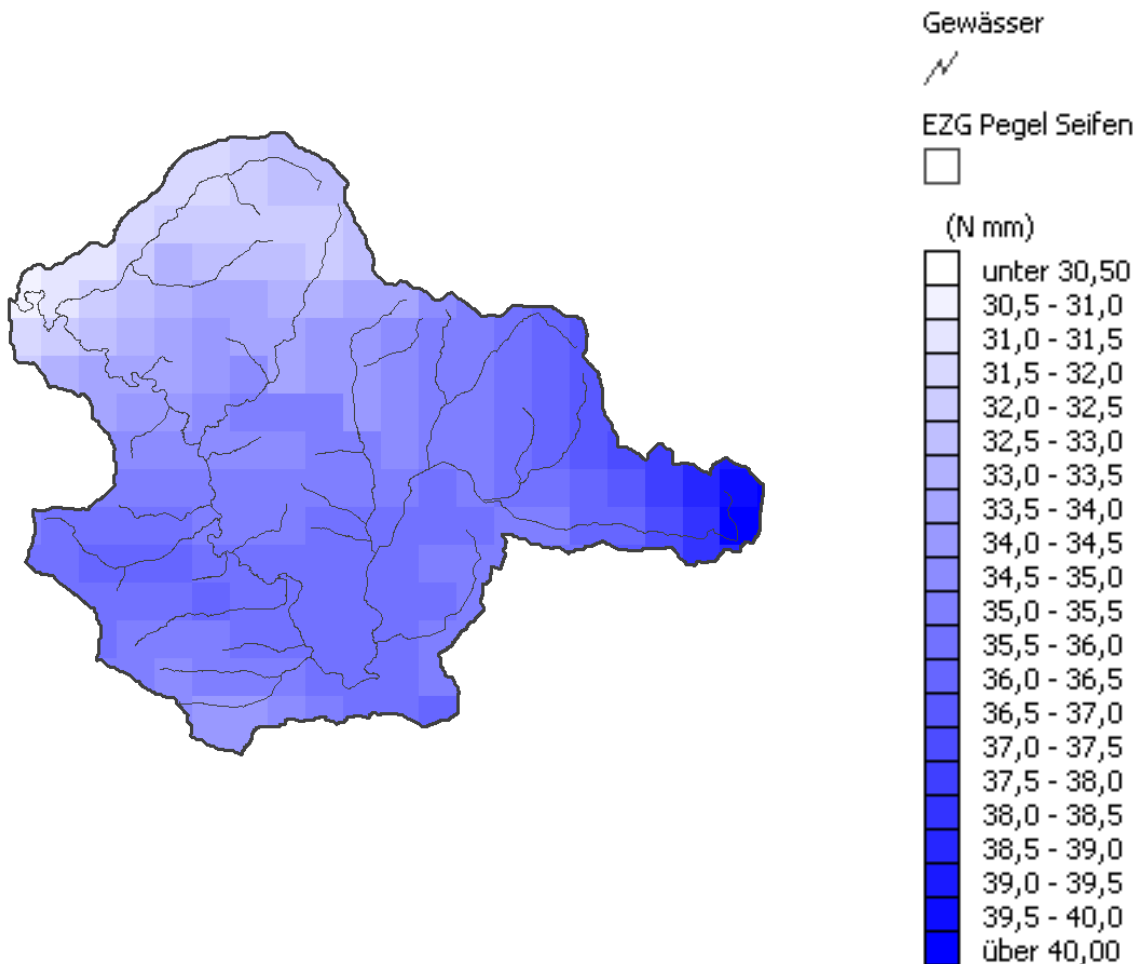 Gewässer
EZG Pegel Seifen
(N mm)
unter 30,50
30,5 - 31,0
31,0 - 31,5
31,5 - 32,0
32,0 - 32,5
32,5 - 33,0
33,0 - 33,5
33,5 - 34,0
34,0 - 34,5
34,5 - 35,0
35,0 - 35,5
35,5 - 36,0
36,0 - 36,5
36,5 - 37,0
37,0 - 37,5
37,5 - 38,0
38,0 - 38,5
38,5 - 39,0
39,0 - 39,5
39,5 - 40,0
über 40,00